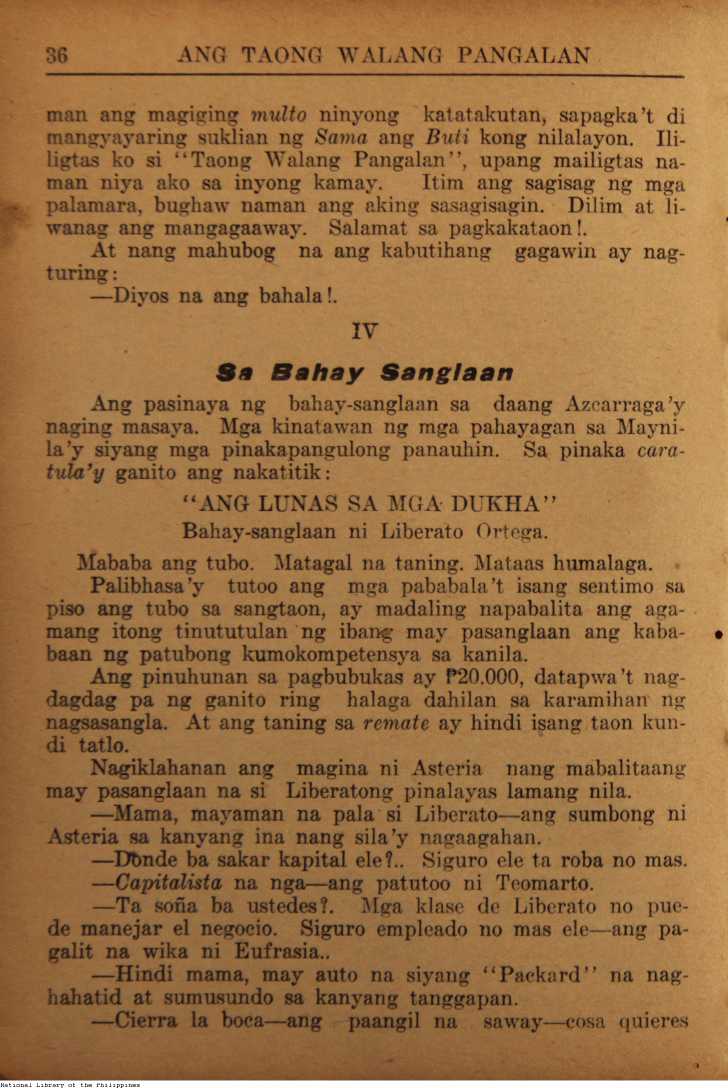 36 ANG TAONG WALANG PANGALAN
man ang magiging multo ninyong katatakutan, sapagka't di
mangyayaring suklian ng Sama ang Buti kong nilalayon. Ili-
ligtas ko si "Taong Walang Pangalan", upang mailigtas na-
man niya ako sa inyong kamay. Itim ang sagisag ng mga
palamara, bughaw naman ang aking sasagisagin. Dilim at li-
wanag ang mangagaaway. Salamat sa pagkakataon!.
At nang mahubog na ang kabutihang gagawin ay nag-
turing:
—Diyos na ang bahala!.
IV
Sa Bahay Sanglaan
Ang pasinaya ng bahay-sanglaan sa daang Azcarraga'y
naging masaya. Mga kinatawan ng mga pahayagan sa Mayni-
la'y siyang mga pinakapangulong panauhin. Sa pinaka cara-
tula'y ganito ang nakatitik:
"ANG LUNAS SA MGA DUKHA"
Bahay-sanglaan ni Liberato Ortega.
Mababa ang tubo. Matagal na taning. Mataas humalaga.
Palibhasa'y tutoo ang mga pababala't isang sentimo sa
piso ang tubo sa sangtaon, ay madaling napabalita ang aga-
mang itong tinututulan ng ibang may pasanglaan ang kaba-
baan ng patubong kumokompetensya sa kanila.
Ang pinuhunan sa pagbubukas ay ₱20.000, datapwa't nag-
dagdag pa ng ganito ring halaga dahilan sa karamihan ng
nagsasangla. At ang taning sa remate ay hindi isang taon kun-
di tatlo.
Nagiklahanan ang magina ni Asteria nang mabalitaang
may pasanglaan na si Liberatong pinalayas lamang nila.
—Mama, mayaman na pala si Liberato—ang sumbong ni
Asteria sa kanyang ina nang sila'y nagaagahan.
—Donde ba sakar kapital ele?.. Siguro ele ta roba no mas.
—Capitalista na nga—ang patutoo ni Teomarto.
—Ta soña ba ustedes?. Mga klase de Liberato no pue-
de manejar el negocio. Siguro empleado no mas ele—ang pa-
galit na wika ni Eufrasia..
—Hindi mama, may auto na siyang "Packard" na nag-
hahatid at sumusundo sa kanyang tanggapan.
—Cierra la boca—ang paangil na saway—cosa quieres
National Library of the Philippines